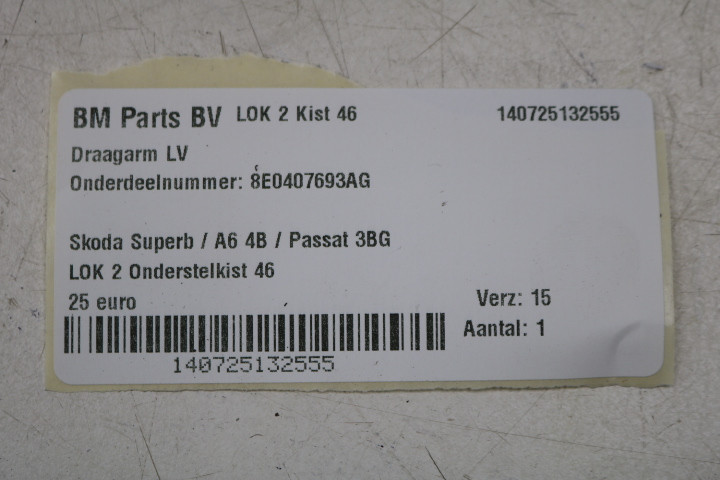 BM Parts BV LOK 2 Kist 46 140725132555
Draagarm LV
Onderdeelnummer: 8E0407693AG
Skoda Superb / A6 4B / Passat 3BG
LOK 2 Onderstelkist 46
25 euro Verz: 15
Aantal: 1
140725132555